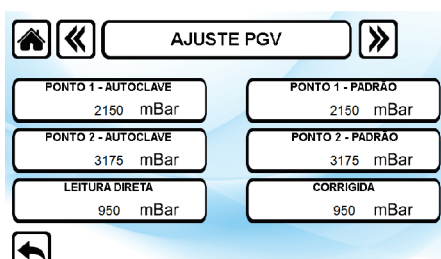 AJUSTE PGV
PONTO 1 - AUTOCLAVE
2150 mBar
PONTO 1 - PADRÃO
2150 mBar
PONTO 2 - AUTOCLAVE
3175 mBar
PONTO 2 - PADRÃO
3175 mBar
LEITURA DIRETA
950 mBar
CORRIGIDA
950 mBar